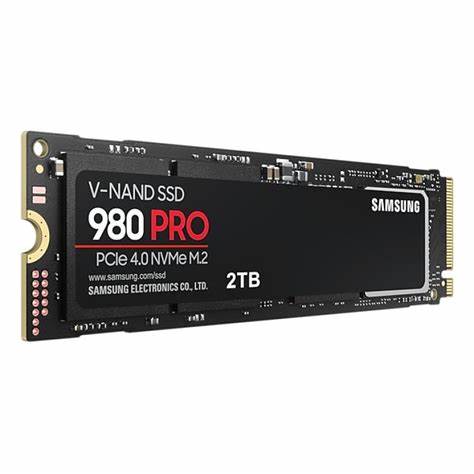 V-NAND SSD
980 PRO
PCIe 4.0 NVMe M.2
www.samsung.com/ssd
SAMSUNG ELECTRONICS CO., LTD.
2TB
SAMSUNG